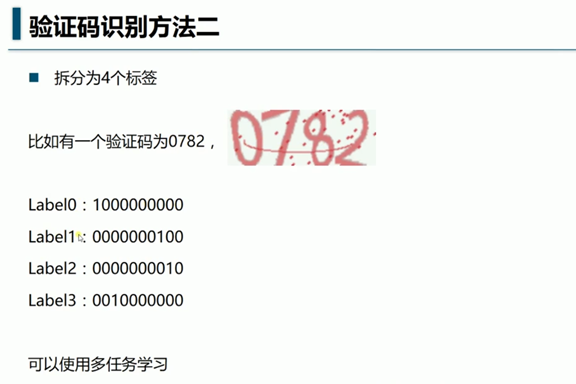 验证码识别方法二
拆分为4个标签
比如有一个验证码为0782，
0782
Label0：1000000000
Label1：0000000100
Label2：0000000010
Label3：0010000000
可以使用多任务学习